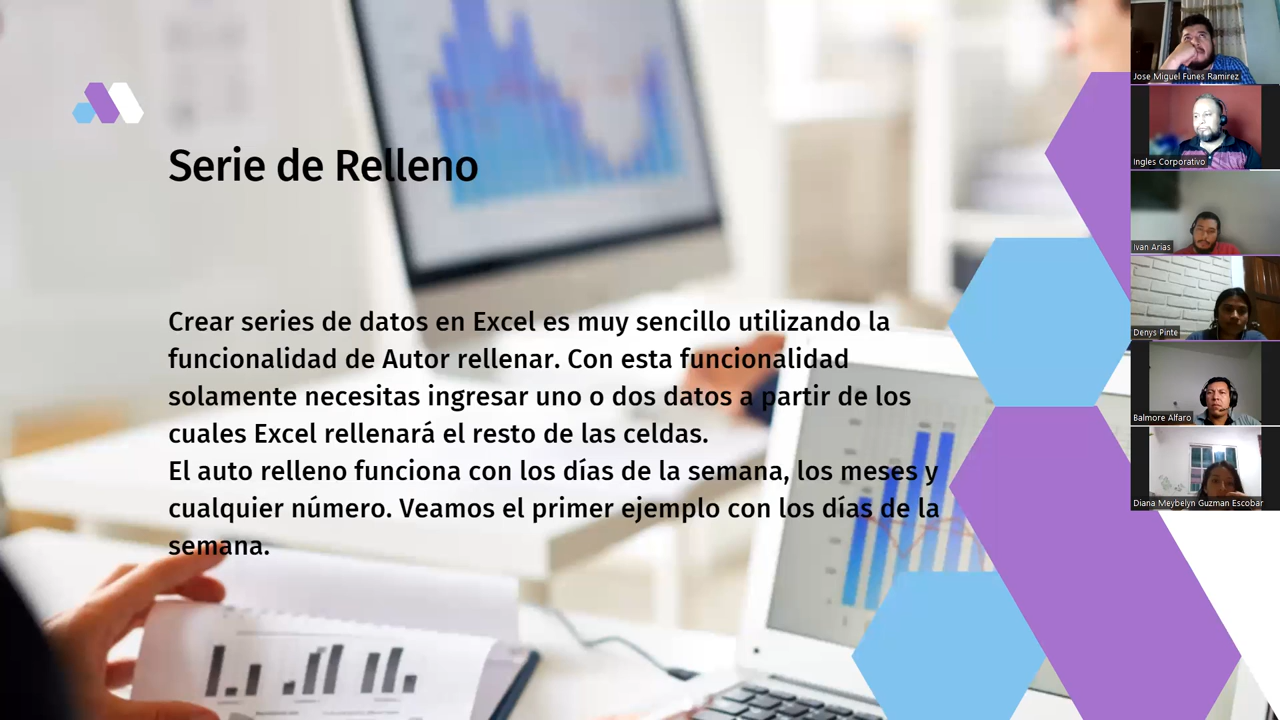 Serie de Relleno
Crear series de datos en Excel es muy sencillo utilizando la
funcionalidad de Autor rellenar. Con esta funcionalidad
solamente necesitas ingresar uno o dos datos a partir de los
cuales Excel rellenará el resto de las celdas.
El auto relleno funciona con los días de la semana, los meses y
cualquier número. Veamos el primer ejemplo con los días de la
semana.
Jose Miguel Funes Ramirez
Ingles Corporativo
Ivan Arias
Denys Pinte
Balmore Alfaro
Diana Meybelyn Guzman Escobar